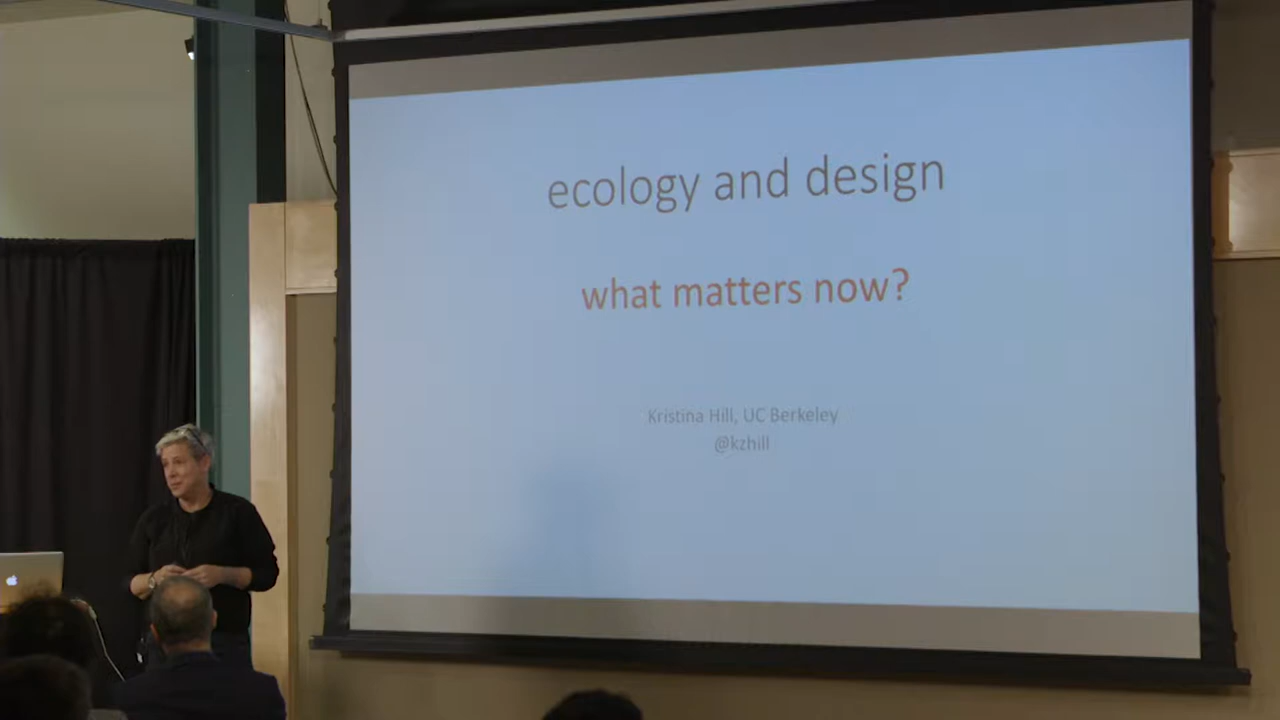 ecology and design
what matters now?
Kristina Hill, UC Berkeley
@kzhill